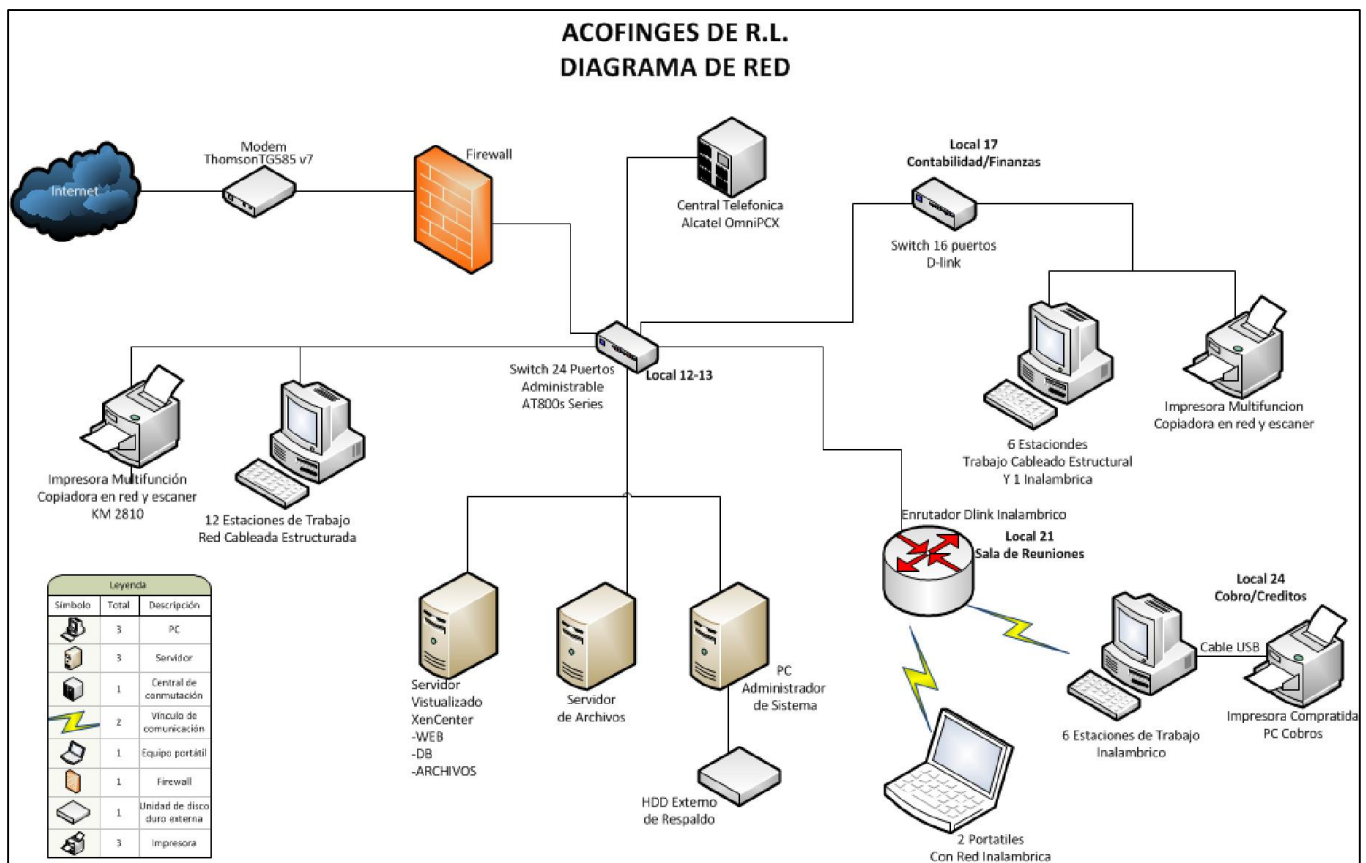 ACOFINGES DE R.L.
DIAGRAMA DE RED
Internet
Modem
ThomsonTG585 v7
Firewall
Central Telefonica
Alcatel OmniPCX
Local 17
Contabilidad/Finanzas
Switch 16 puertos
D-link
Switch 24 Puertos
Administrable
AT800s Series
Local 12-13
Impresora Multifunción
Copiadora en red y escaner
KM 2810
12 Estaciones de Trabajo
Red Cableada Estructurada
6 Estaciondes
Trabajo Cableado Estructural
Y 1 Inalambrica
Impresora Multifuncion
Copiadora en red y escaner
Enrutador Dlink Inalambrico
Local 21
Sala de Reuniones
Local 24
Cobro/Creditos
Cable USB
6 Estaciones de Trabajo
Inalambrico
Impresora Compratida
PC Cobros
Servidor
Vistualizado
XenCenter
-WEB
-DB
-ARCHIVOS
Servidor
de Archivos
PC
Administrador
de Sistema
HDD Externo
de Respaldo
2 Portatiles
Con Red Inalambrica
Leyenda
Símbolo Total Descripción
3 PC
3 Servidor
1 Central de
conmutación
2 Vínculo de
comunicación
1 Equipo portátil
1 Firewall
1 Unidad de disco
duro externa
3 Impresora